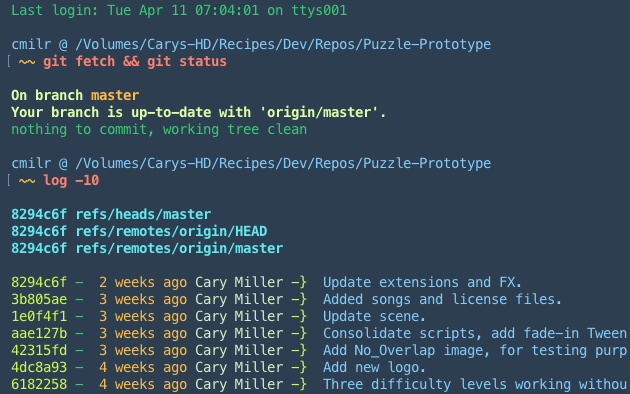 Last login: Tue Apr 11 07:04:01 on ttys001
cmilr @ /Volumes/Carys-HD/Recipes/Dev/Repos/Puzzle-Prototype
[ ~~ git fetch && git status
On branch master
Your branch is up-to-date with 'origin/master'.
nothing to commit, working tree clean
cmilr @ /Volumes/Carys-HD/Recipes/Dev/Repos/Puzzle-Prototype
[ ~~ log -10
8294c6f refs/heads/master
8294c6f refs/remotes/origin/HEAD
8294c6f refs/remotes/origin/master
8294c6f - 2 weeks ago Cary Miller -} Update extensions and FX.
3b805ae - 3 weeks ago Cary Miller -} Added songs and license files.
1e0f4f1 - 3 weeks ago Cary Miller -} Update scene.
aae127b - 3 weeks ago Cary Miller -} Consolidate scripts, add fade-in Tween
42315fd - 3 weeks ago Cary Miller -} Add No_Overlap image, for testing purp
4dc8a93 - 4 weeks ago Cary Miller -} Add new logo.
6182258 - 4 weeks ago Cary Miller -} Three difficulty levels working withou